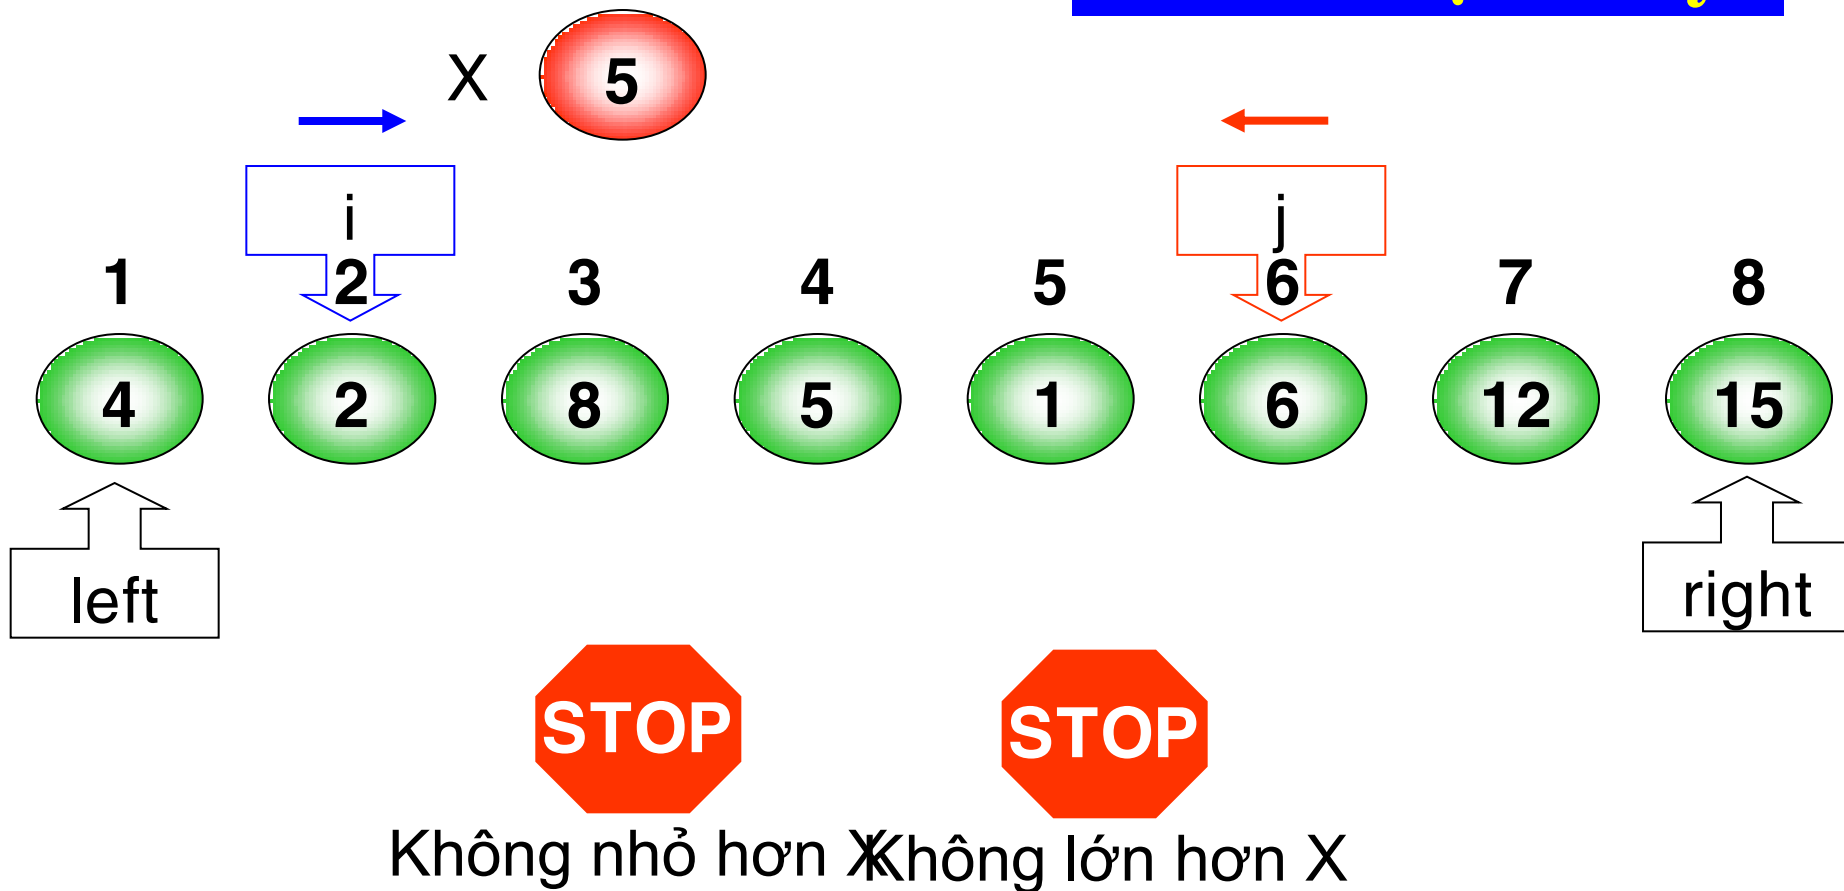 X 5
i j
1 2 3 4 5 6 7 8
4 2 8 5 1 6 12 15
left right
STOP STOP
Không nhỏ hơn X Không lớn hơn X